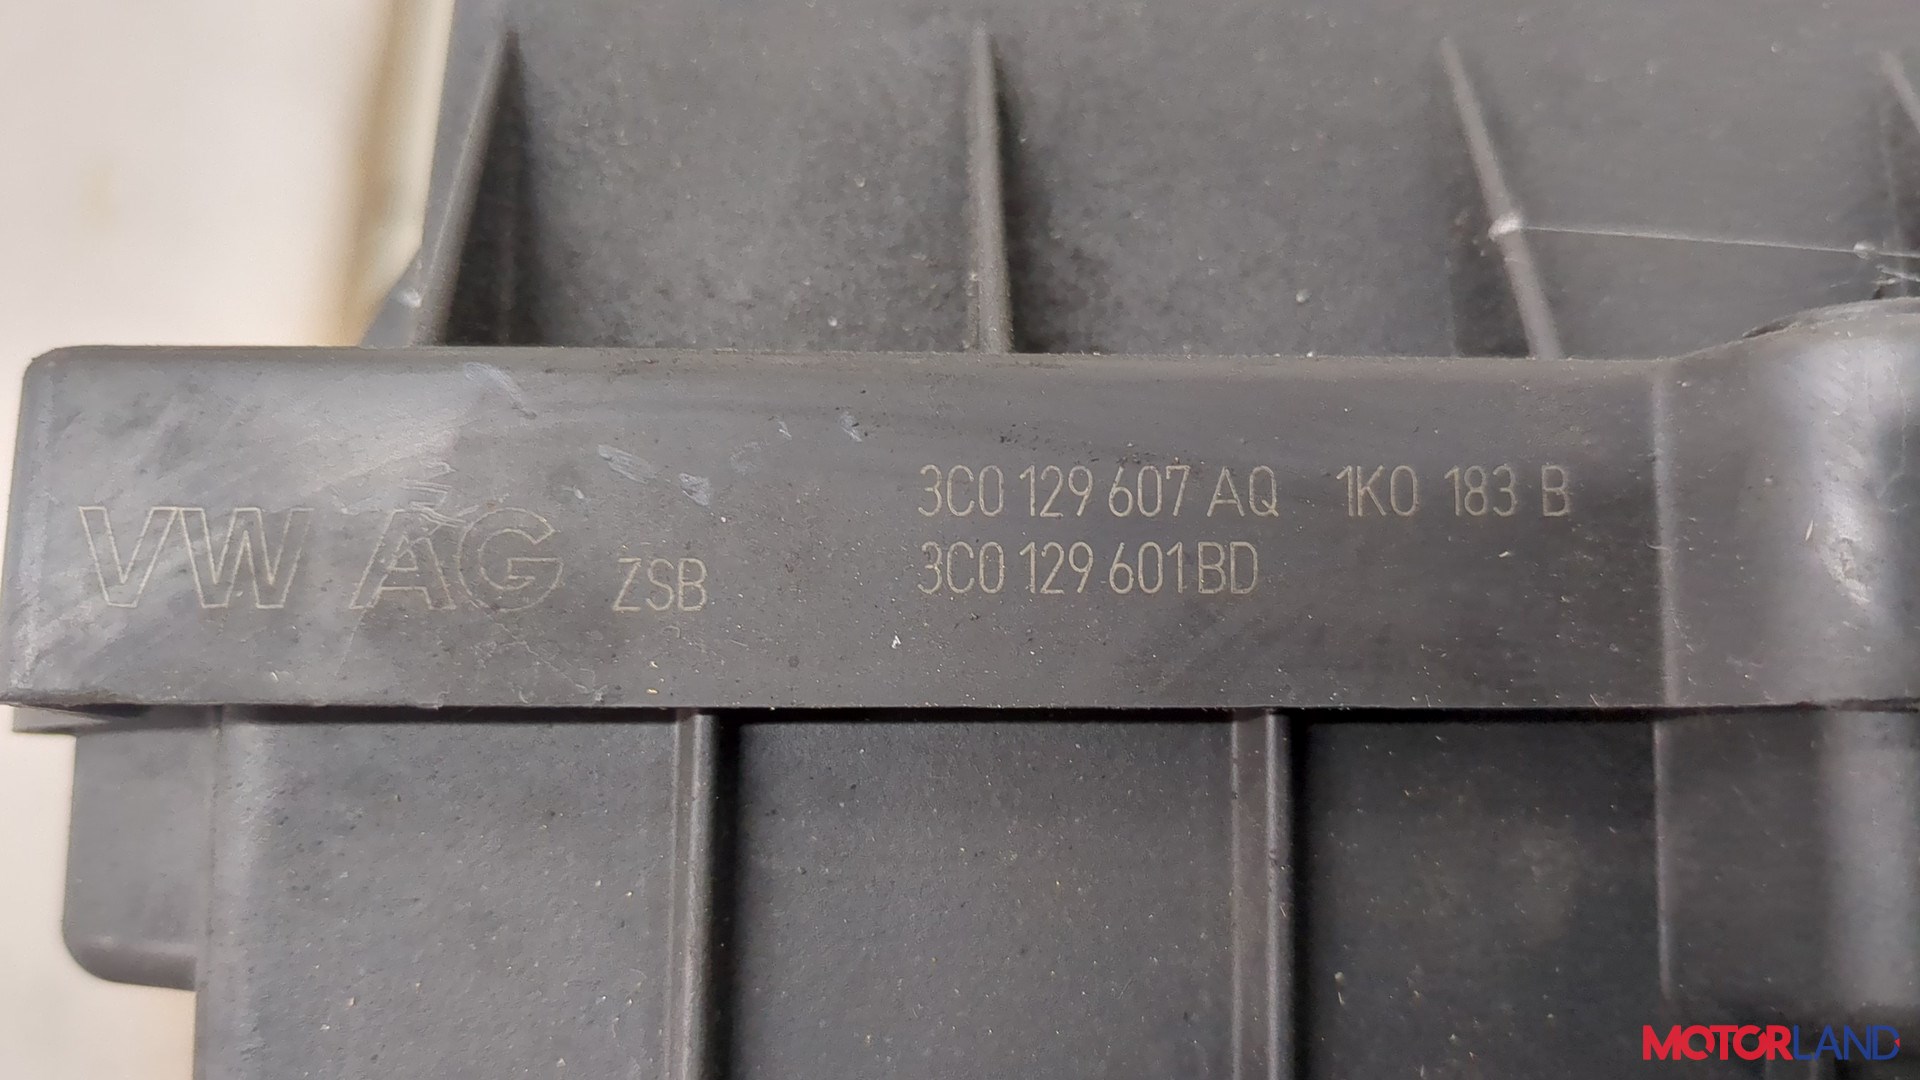 3C0 129 607 AQ 1K0 183 B
VW AG ZSB 3C0 129 601 BD
MOTORLAND